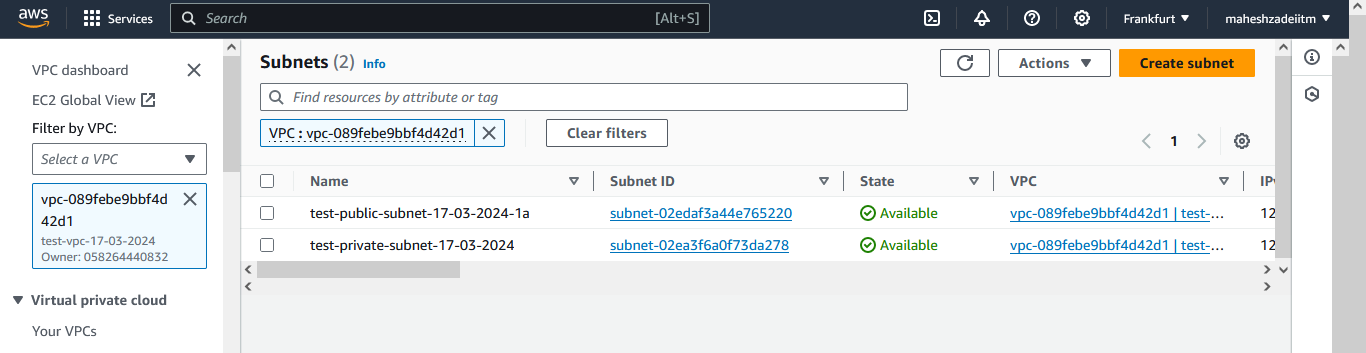 aws Services Search [Alt+S] Frankfurt maheshzadeiitm
VPC dashboard
EC2 Global View
Filter by VPC:
Select a VPC
vpc-089febe9bbf4d
42d1
test-vpc-17-03-2024
Owner: 058264440832
Virtual private cloud
Your VPCs
Subnets (2) Info
Actions Create subnet
Find resources by attribute or tag
VPC : vpc-089febe9bbf4d42d1 Clear filters
1
Name Subnet ID State VPC
test-public-subnet-17-03-2024-1a subnet-02edaf3a44e765220 Available vpc-089febe9bbf4d42d1 | test-... 12
test-private-subnet-17-03-2024 subnet-02ea3f6a0f73da278 Available vpc-089febe9bbf4d42d1 | test-... 12